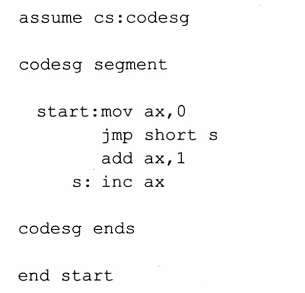 assume cs:codesg
codesg segment
start:mov ax,0
jmp short s
add ax,1
s: inc ax
codesg ends
end start